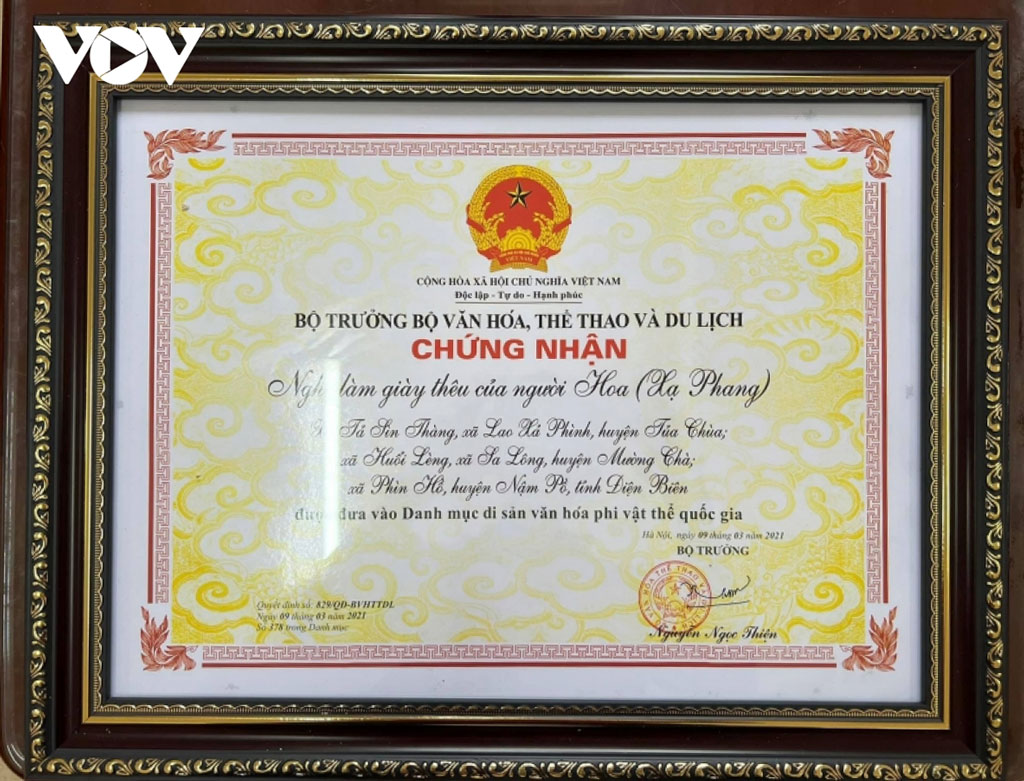 VOV
VIỆT NAM
CỘNG HÒA XÃ HỘI CHỦ NGHĨA VIỆT NAM
Độc lập - Tự do - Hạnh phúc
BỘ TRƯỞNG BỘ VĂN HÓA, THỂ THAO VÀ DU LỊCH
CHỨNG NHẬN
Nghề làm giày thêu của người Hoa (Xạ Phang)
Tả Sìn Thàng, xã Lao Xả Phình, huyện Tủa Chùa;
xã Huổi Lèng, xã Sa Lông, huyện Mường Chà;
xã Phìn Hồ, huyện Nậm Pồ, tỉnh Điện Biên
được đưa vào Danh mục di sản văn hóa phi vật thể quốc gia
Hà Nội, ngày 09 tháng 03 năm 2021
BỘ TRƯỞNG
HÓA THỂ THAO V
Quyết định số: 829/QĐ-BVHTTDL
Ngày 09 tháng 03 năm 2021
Số 378 trong Danh mục
Nguyễn Ngọc Thiện